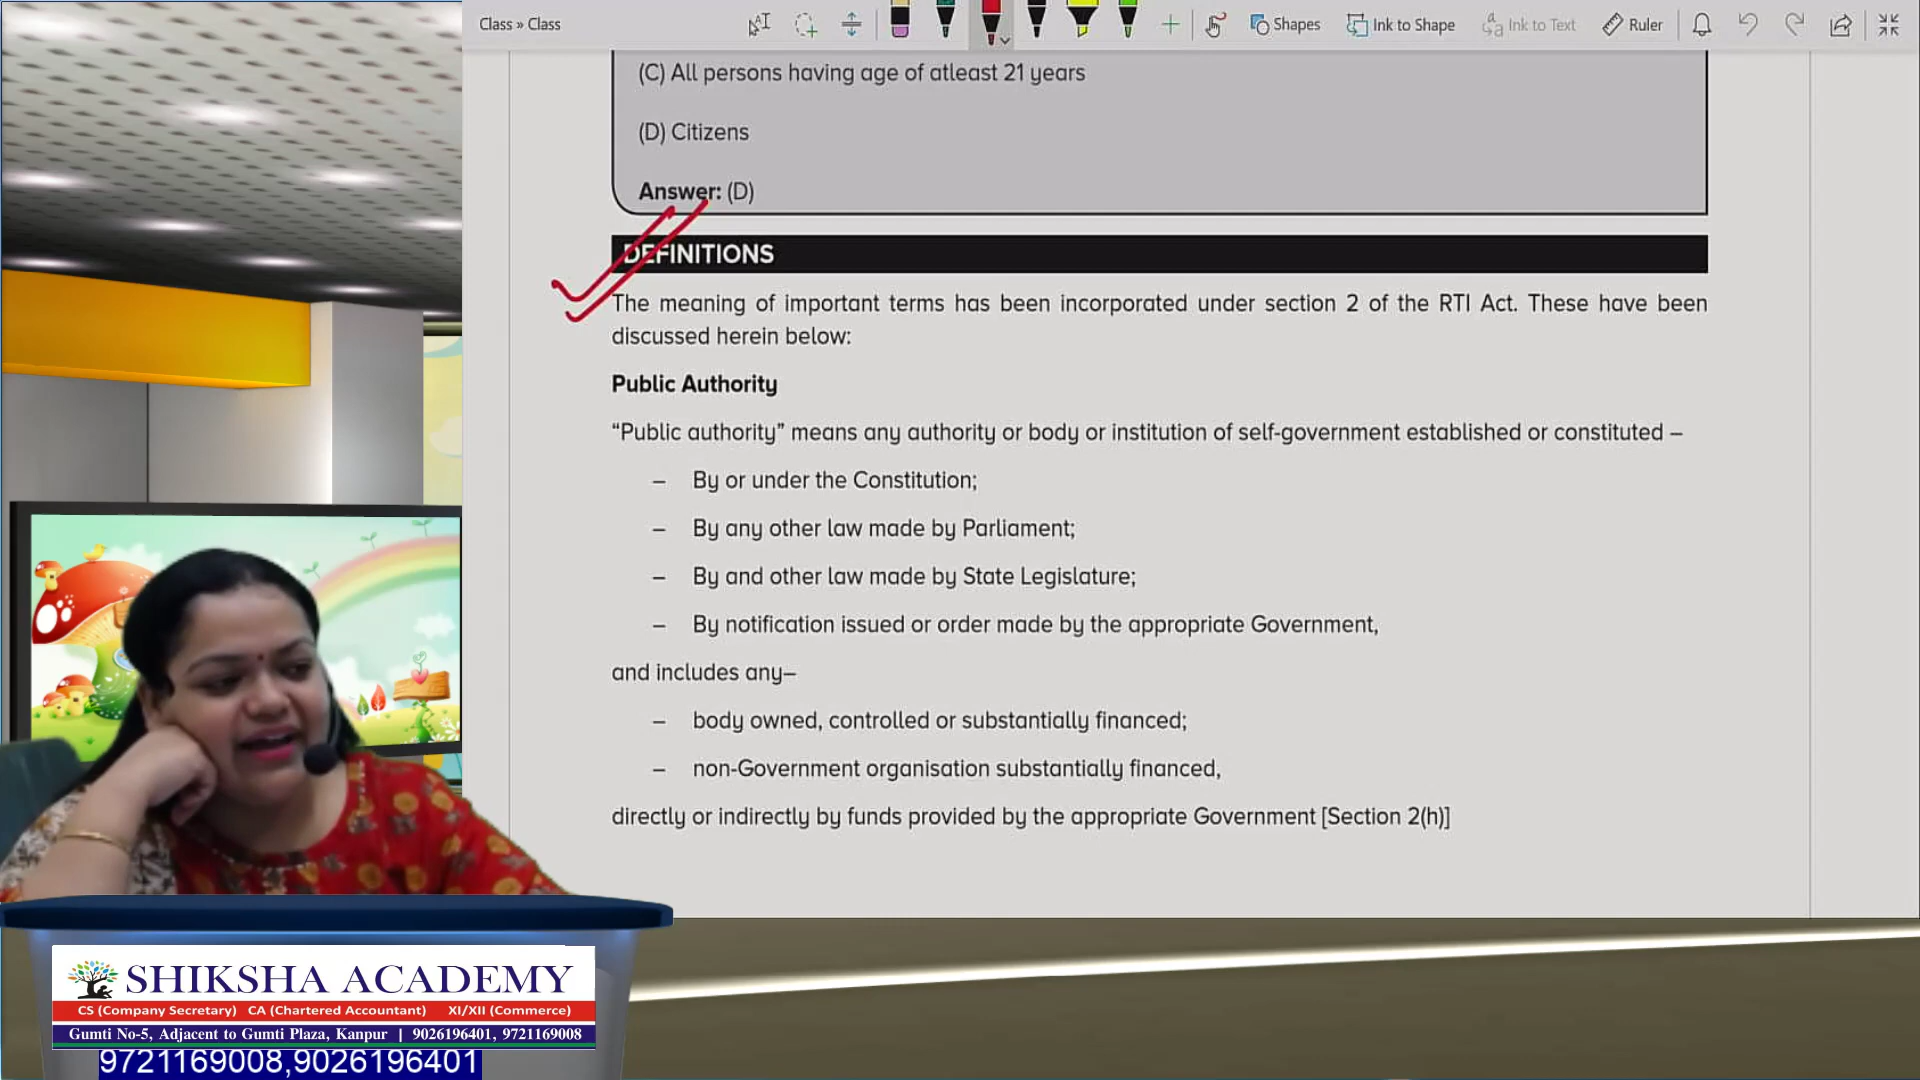 Class » Class
Shapes
Ink to Shape
Ink to Text
Ruler
(C) All persons having age of atleast 21 years
(D) Citizens
Answer: (D)
DEFINITIONS
The meaning of important terms has been incorporated under section 2 of the RTI Act. These have been
discussed herein below:
Public Authority
“Public authority” means any authority or body or institution of self-government established or constituted –
– By or under the Constitution;
– By any other law made by Parliament;
– By and other law made by State Legislature;
– By notification issued or order made by the appropriate Government,
and includes any–
– body owned, controlled or substantially financed;
– non-Government organisation substantially financed,
directly or indirectly by funds provided by the appropriate Government [Section 2(h)]
SHIKSHA ACADEMY
CS (Company Secretary) CA (Chartered Accountant) XI/XII (Commerce)
Gumti No-5, Adjacent to Gumti Plaza, Kanpur | 9026196401, 9721169008
9721169008,9026196401